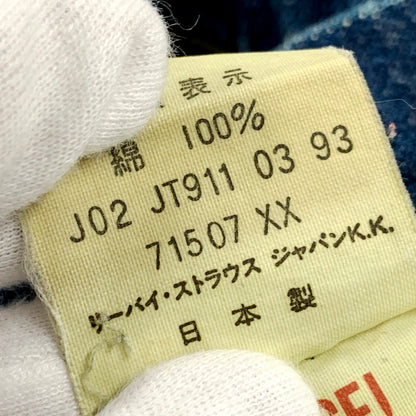 表示
綿 100%
J02 JT911 03 93
71507 XX
リーバイ・ストラウス ジャパンK.K.
日本製